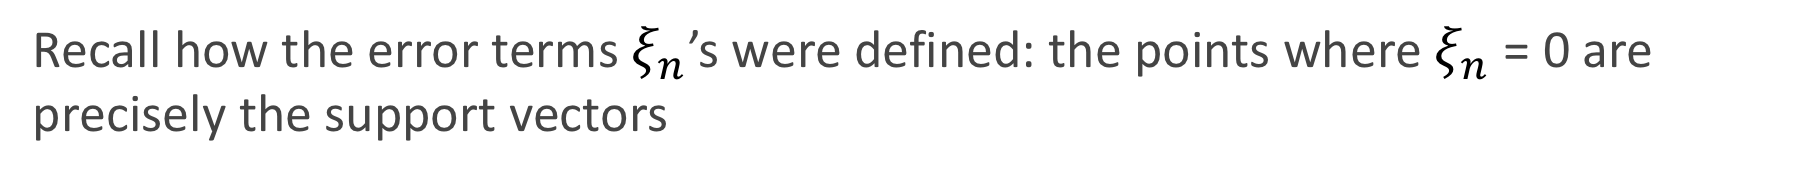 Recall how the error terms ξₙ’s were defined: the points where ξₙ = 0 are
precisely the support vectors